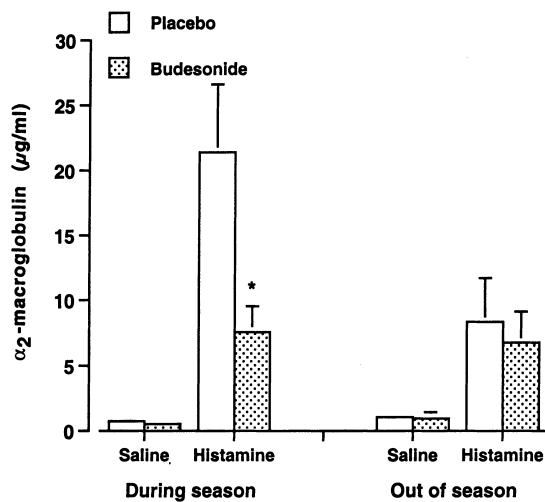 Placebo
Budesonide
30
25
20
15
10
5
0
α2-macroglobulin (µg/ml)
*
Saline Histamine Saline Histamine
During season Out of season